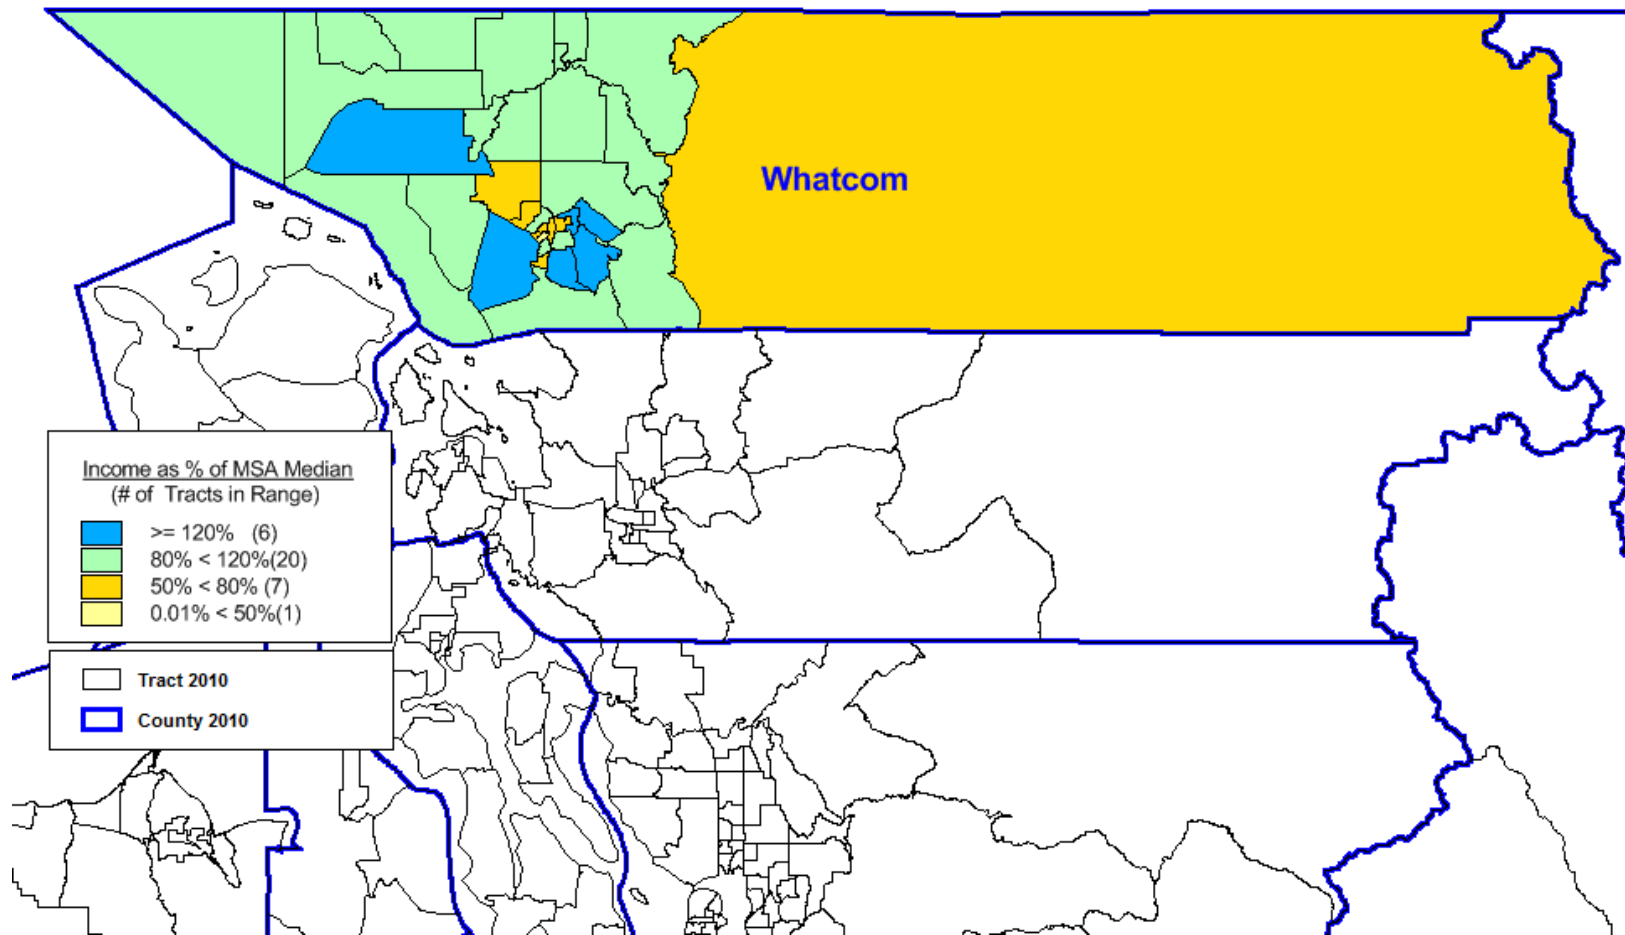 Whatcom
Income as % of MSA Median
(# of Tracts in Range)
>= 120% (6)
80% < 120%(20)
50% < 80% (7)
0.01% < 50%(1)
Tract 2010
County 2010